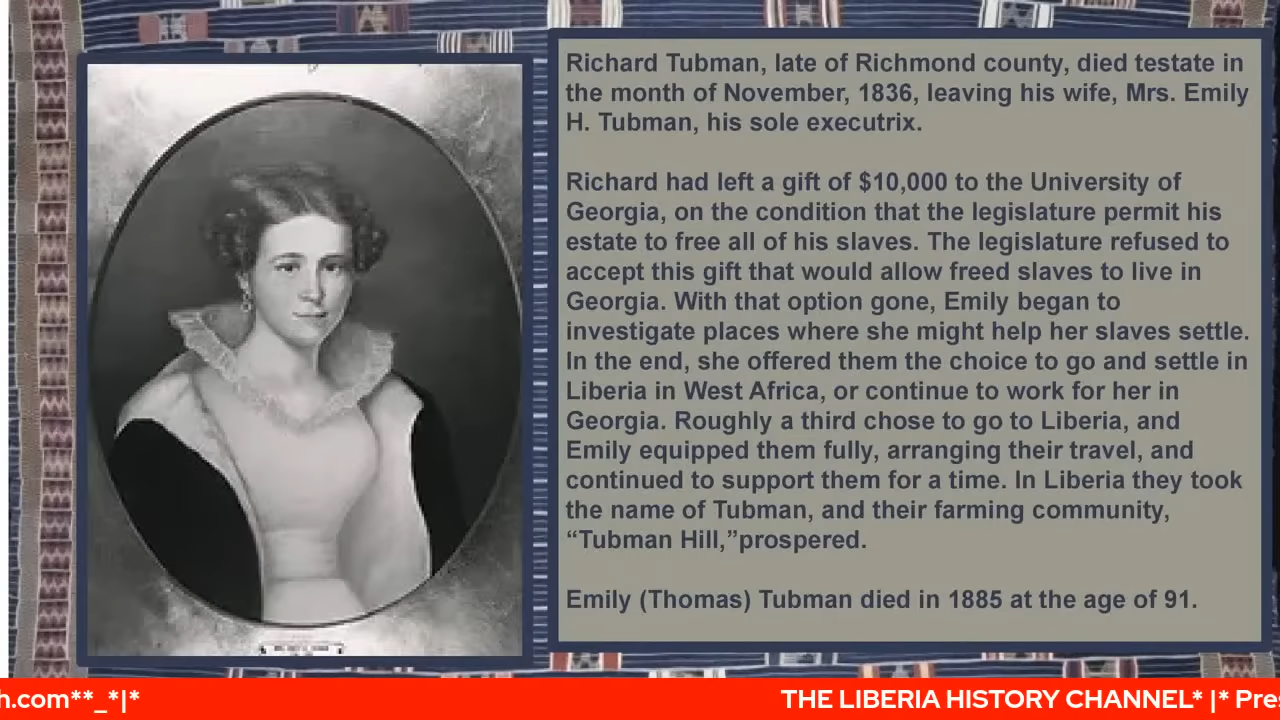 Richard Tubman, late of Richmond county, died testate in
the month of November, 1836, leaving his wife, Mrs. Emily
H. Tubman, his sole executrix.
Richard had left a gift of $10,000 to the University of
Georgia, on the condition that the legislature permit his
estate to free all of his slaves. The legislature refused to
accept this gift that would allow freed slaves to live in
Georgia. With that option gone, Emily began to
investigate places where she might help her slaves settle.
In the end, she offered them the choice to go and settle in
Liberia in West Africa, or continue to work for her in
Georgia. Roughly a third chose to go to Liberia, and
Emily equipped them fully, arranging their travel, and
continued to support them for a time. In Liberia they took
the name of Tubman, and their farming community,
“Tubman Hill,”prospered.
Emily (Thomas) Tubman died in 1885 at the age of 91.
h.com**_*|* THE LIBERIA HISTORY CHANNEL* |* Pres